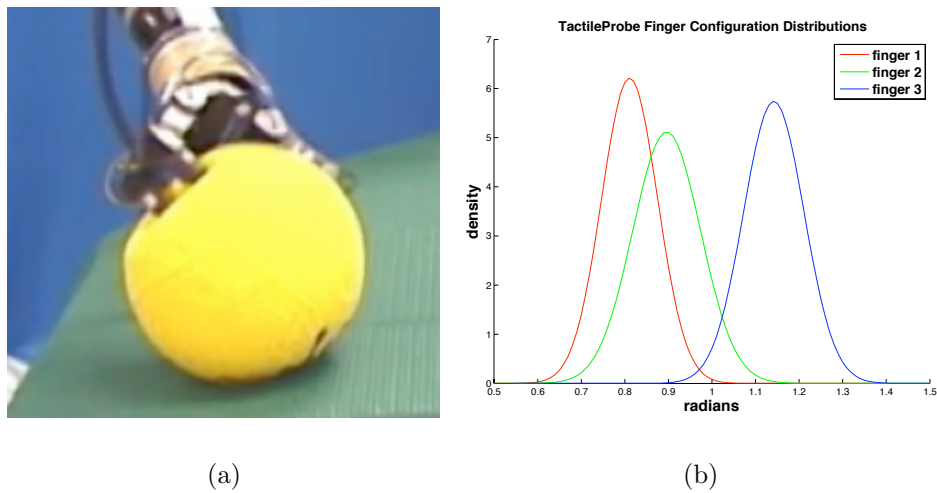 TactileProbe Finger Configuration Distributions
7
6
5
4
3
2
1
0
density
finger 1
finger 2
finger 3
0.5 0.6 0.7 0.8 0.9 1 1.1 1.2 1.3 1.4 1.5
radians
(a) (b)